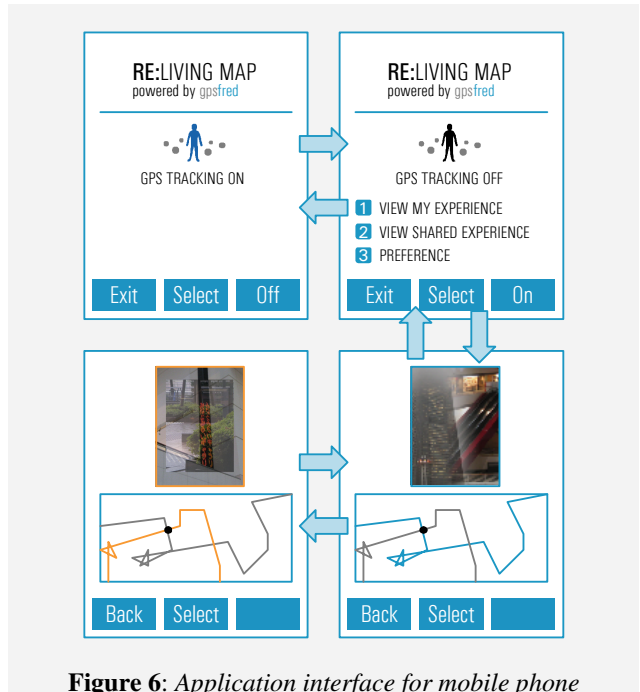 RE:LIVING MAP
powered by gpsfred
GPS TRACKING ON
Exit Select Off
RE:LIVING MAP
powered by gpsfred
GPS TRACKING OFF
1 VIEW MY EXPERIENCE
2 VIEW SHARED EXPERIENCE
3 PREFERENCE
Exit Select On
Back Select
Back Select
Figure 6: Application interface for mobile phone